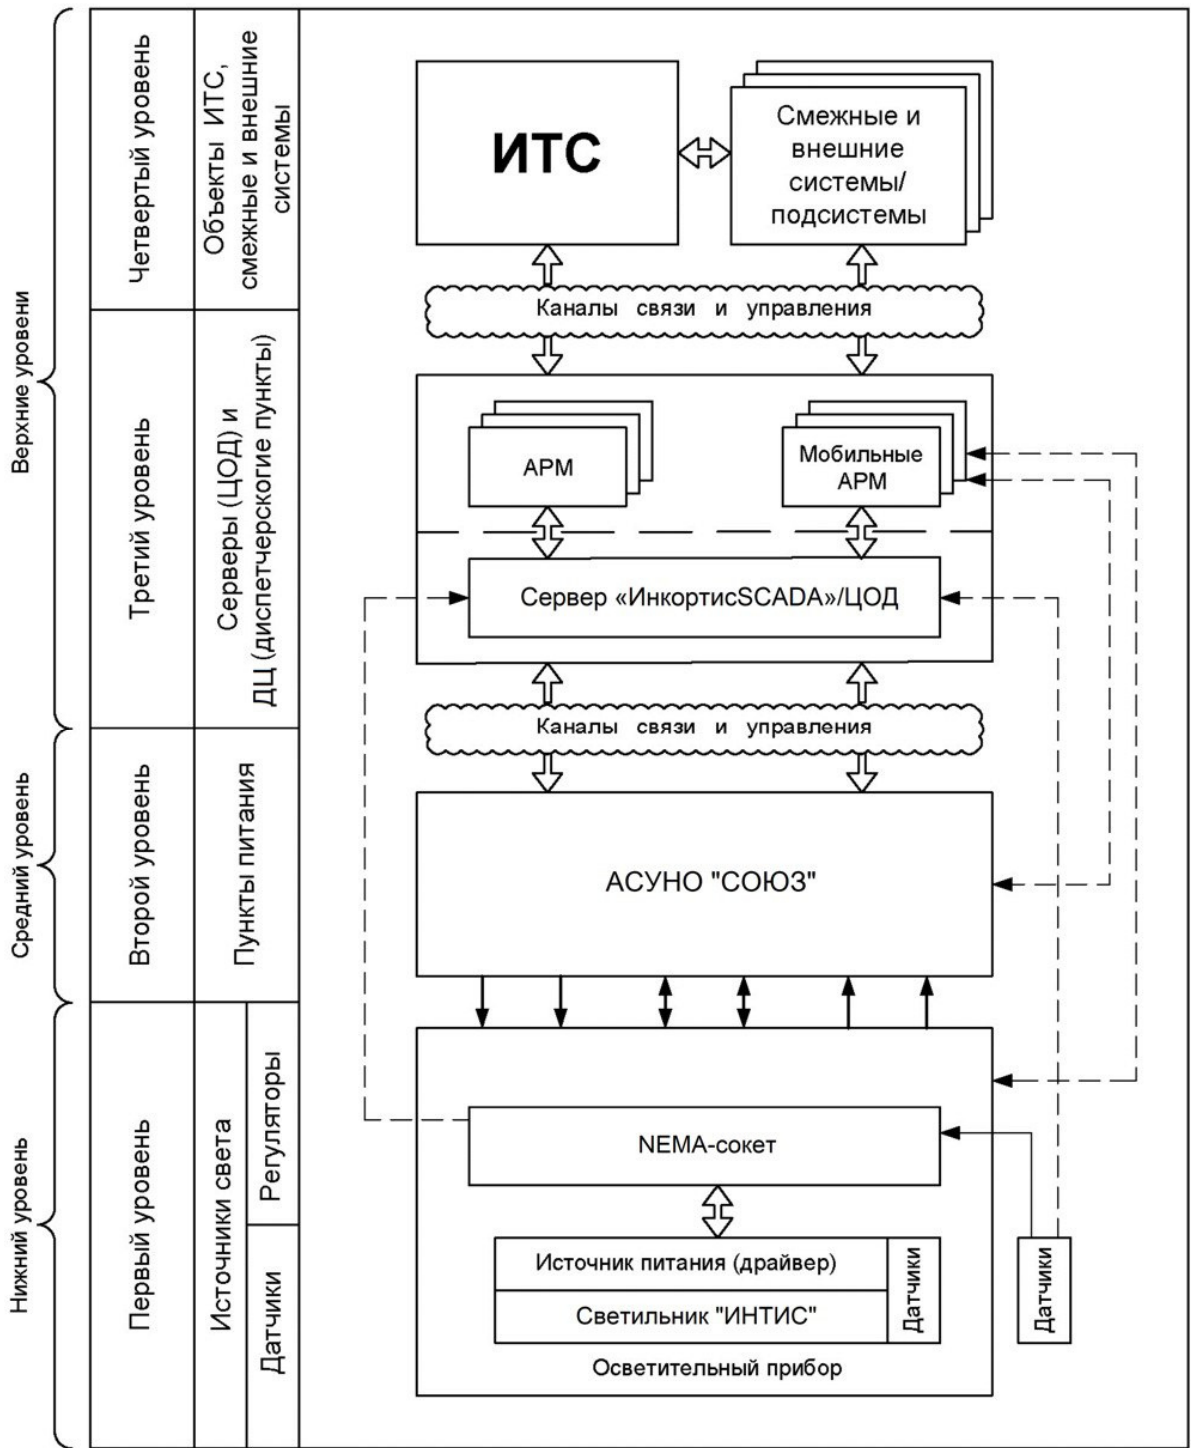 Верхние уровени
Четвертый уровень
Объекты ИТС,
смежные и внешние
системы
ИТС
Смежные и
внешние
системы/
подсистемы
Каналы связи и управления
Третий уровень
Серверы (ЦОД) и
ДЦ (диспетчерскогие пункты)
АРМ
Мобильные
АРМ
Сервер «ИнкортисSCADA»/ЦОД
Каналы связи и управления
Средний уровень
Второй уровень
Пункты питания
АСУНО "СОЮЗ"
Нижний уровень
Первый уровень
Источники света
Регуляторы
Датчики
NEMA-сокет
Источник питания (драйвер)
Светильник "ИНТИС"
Датчики
Осветительный прибор
Датчики